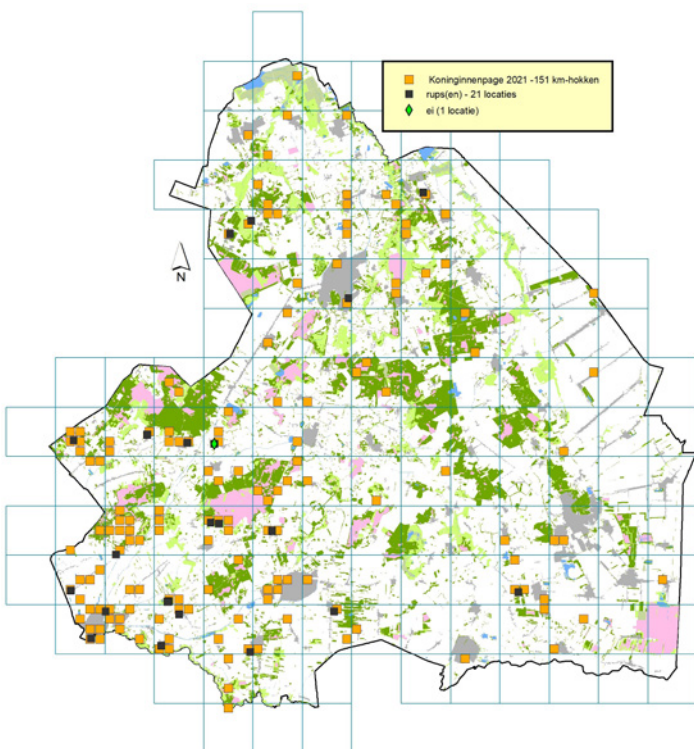 Koninginnenpage 2021 -151 km-hokken
rups(en) - 21 locaties
ei (1 locatie)
N